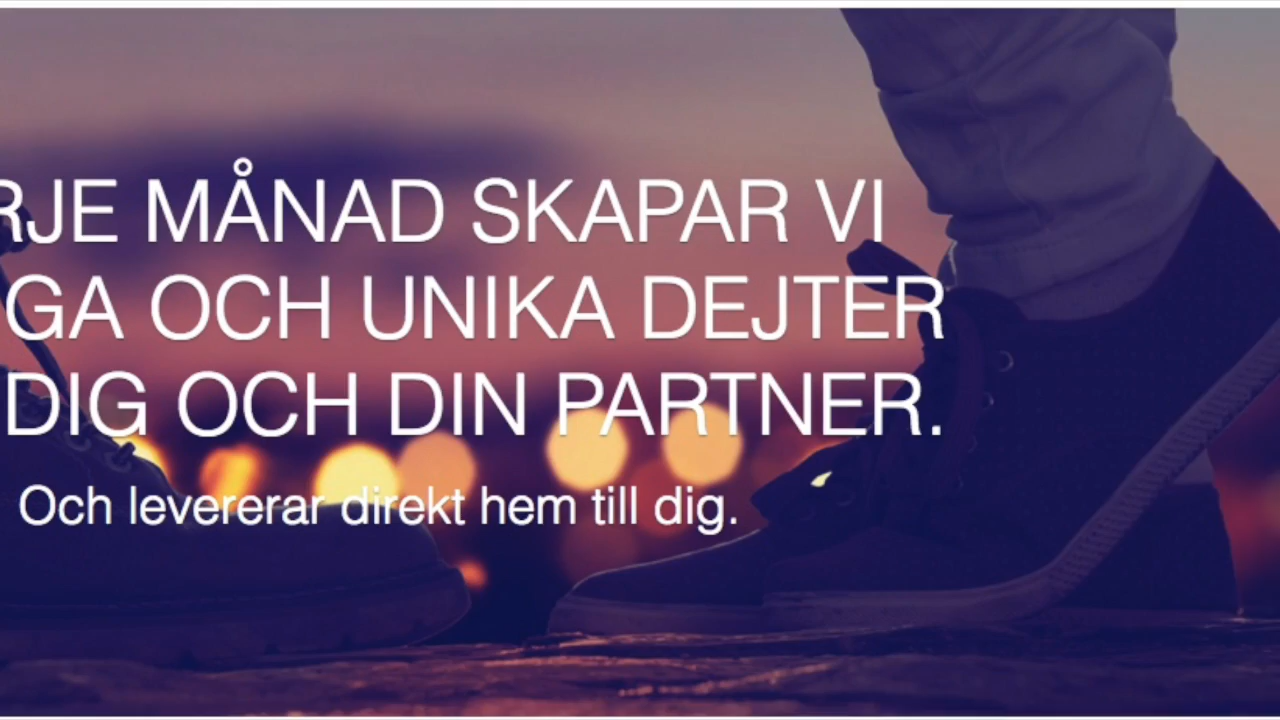 RJE MÅNAD SKAPAR VI
GA OCH UNIKA DEJTER
DIG OCH DIN PARTNER.
Och levererar direkt hem till dig.